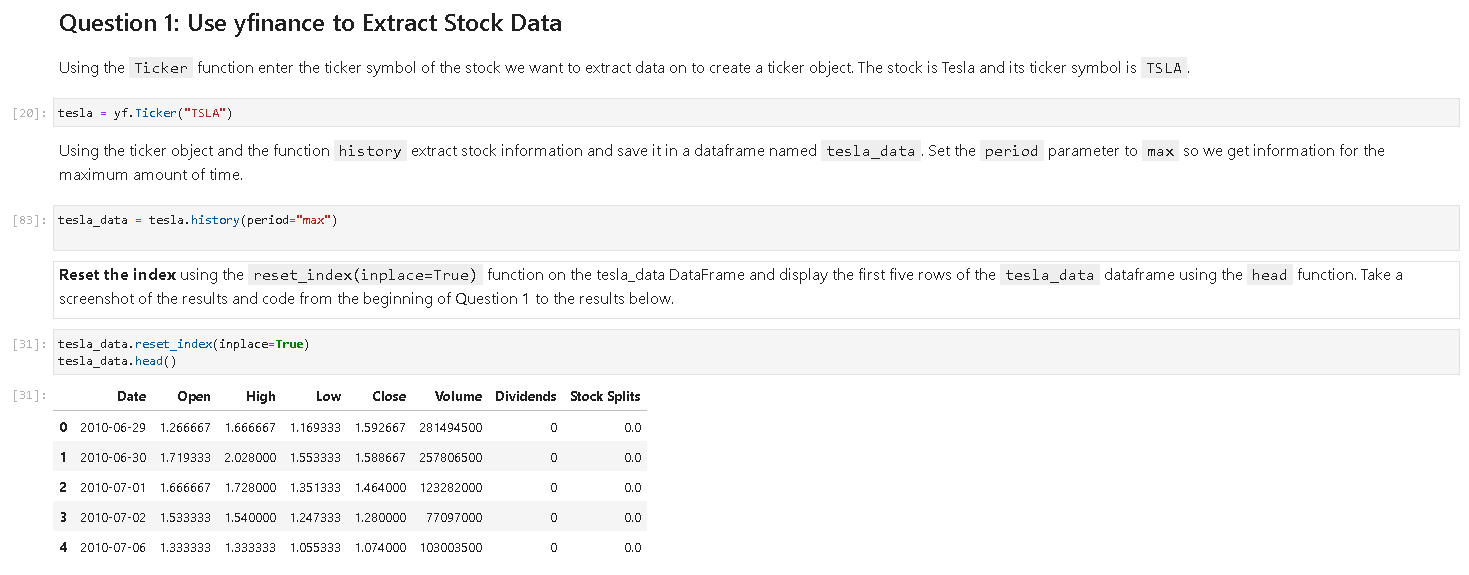 Question 1: Use yfinance to Extract Stock Data
Using the Ticker function enter the ticker symbol of the stock we want to extract data on to create a ticker object. The stock is Tesla and its ticker symbol is TSLA .
[20]: tesla = yf.Ticker("TSLA")
Using the ticker object and the function history extract stock information and save it in a dataframe named tesla_data . Set the period parameter to max so we get information for the
maximum amount of time.
[83]: tesla_data = tesla.history(period="max")
Reset the index using the reset_index(inplace=True) function on the tesla_data DataFrame and display the first five rows of the tesla_data dataframe using the head function. Take a
screenshot of the results and code from the beginning of Question 1 to the results below.
[31]: tesla_data.reset_index(inplace=True)
tesla_data.head()
[31]: Date Open High Low Close Volume Dividends Stock Splits
0 2010-06-29 1.266667 1.666667 1.169333 1.592667 281494500 0 0.0
1 2010-06-30 1.719333 2.028000 1.553333 1.588667 257806500 0 0.0
2 2010-07-01 1.666667 1.728000 1.351333 1.464000 123282000 0 0.0
3 2010-07-02 1.533333 1.540000 1.247333 1.280000 77097000 0 0.0
4 2010-07-06 1.333333 1.333333 1.055333 1.074000 103003500 0 0.0